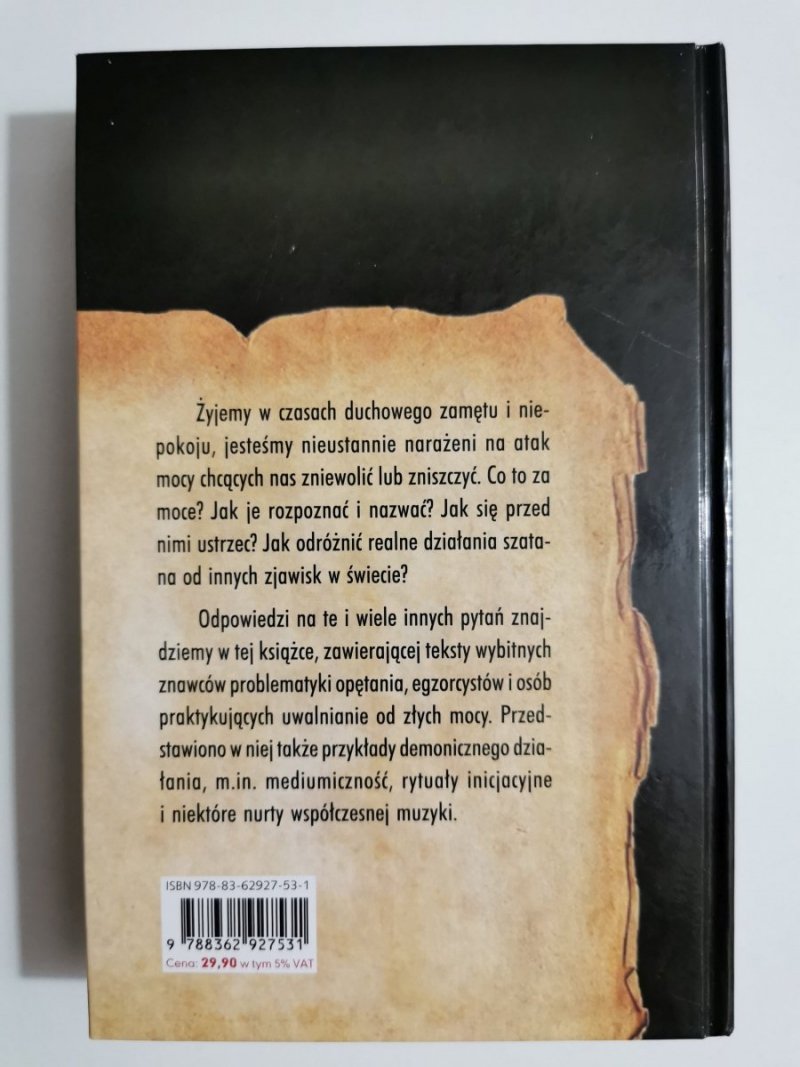 Żyjemy w czasach duchowego zamętu i nie-
pokoju, jesteśmy nieustannie narażeni na atak
mocy chcących nas zniewolić lub zniszczyć. Co to za
moce? Jak je rozpoznać i nazwać? Jak się przed
nimi ustrzec? Jak odróżnić realne działania szata-
na od innych zjawisk w świecie?
Odpowiedzi na te i wiele innych pytań znaj-
dziemy w tej książce, zawierającej teksty wybitnych
znawców problematyki opętania, egzorcystów i osób
praktykujących uwalnianie od złych mocy. Przed-
stawiono w niej także przykłady demonicznego dzia-
łania, m.in. mediumiczność, rytuały inicjacyjne
i niektóre nurty współczesnej muzyki.
ISBN 978-83-62927-53-1
9 788362 927531
Cena: 29,90 w tym 5% VAT